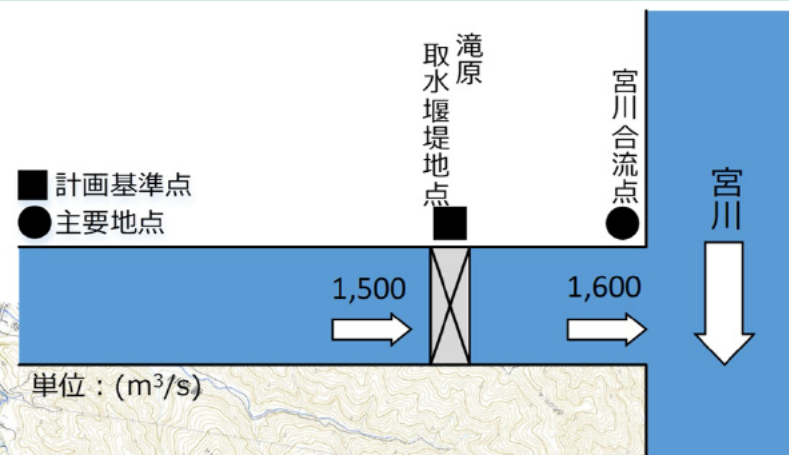 滝原
取水堰堤地点
宮川合流点
宮川
計画基準点
主要地点
1,500
1,600
単位：(m³/s)